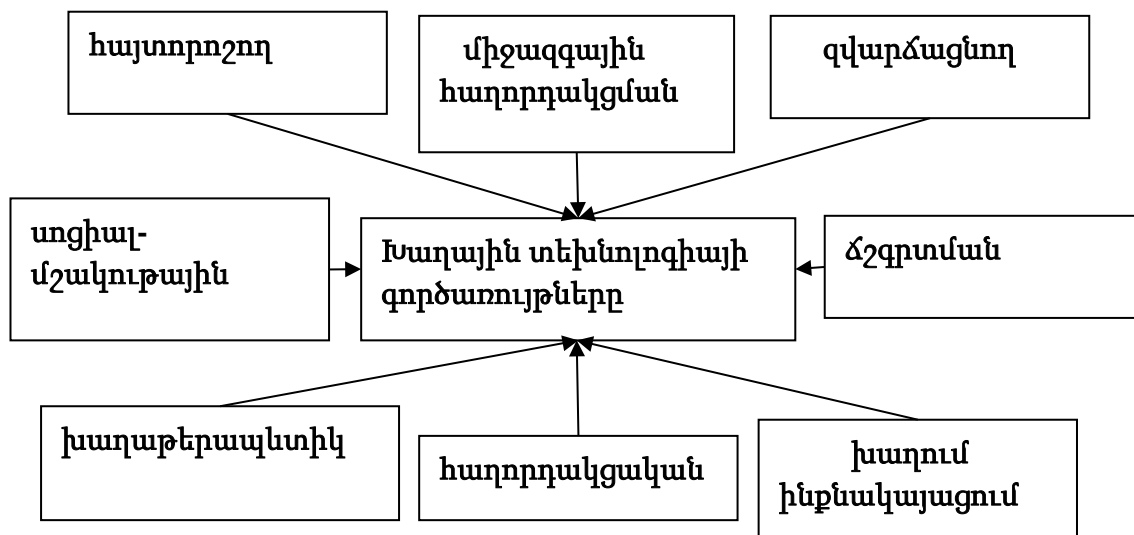 հայտորոշող
միջազգային
հաղորդակցման
զվարճացնող
սոցիալ-
մշակութային
Խաղային տեխնոլոգիայի
գործառույթները
ճշգրտման
խաղաթերապևտիկ
հաղորդակցական
խաղում
ինքնակայացում